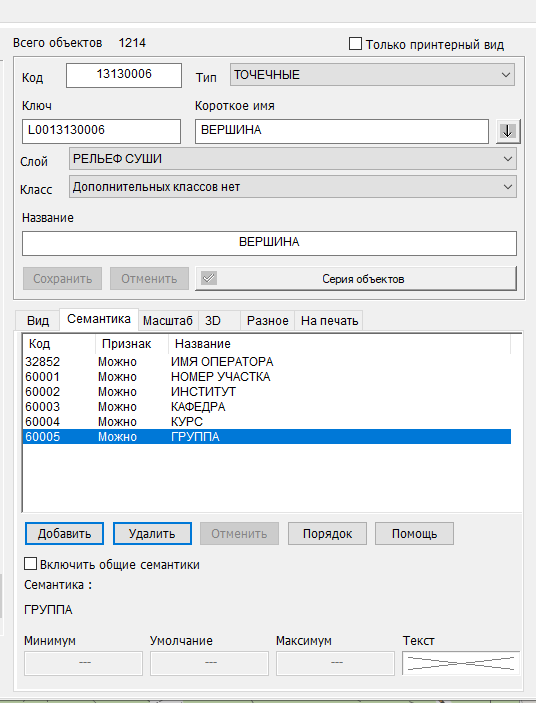 Всего объектов 1214
Только принтерный вид
Код 13130006 Тип ТОЧЕЧНЫЕ
Ключ Короткое имя
L0013130006 ВЕРШИНА
Слой РЕЛЬЕФ СУШИ
Класс Дополнительных классов нет
Название
ВЕРШИНА
Сохранить Отменить Серия объектов
Вид Семантика Масштаб 3D Разное На печать
Код Признак Название
32852 Можно ИМЯ ОПЕРАТОРА
60001 Можно НОМЕР УЧАСТКА
60002 Можно ИНСТИТУТ
60003 Можно КАФЕДРА
60004 Можно КУРС
60005 Можно ГРУППА
Добавить Удалить Отменить Порядок Помощь
Включить общие семантики
Семантика :
ГРУППА
Минимум Умолчание Максимум Текст
--- --- ---